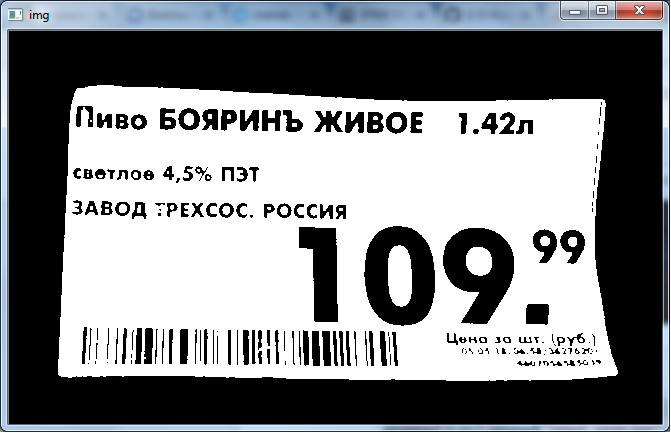 img
Пиво БОЯРИНЪ ЖИВОЕ 1.42л
светлое 4,5% ПЭТ
ЗАВОД ТРЕХСОС. РОССИЯ
109.99
Цена за шт. (руб.)